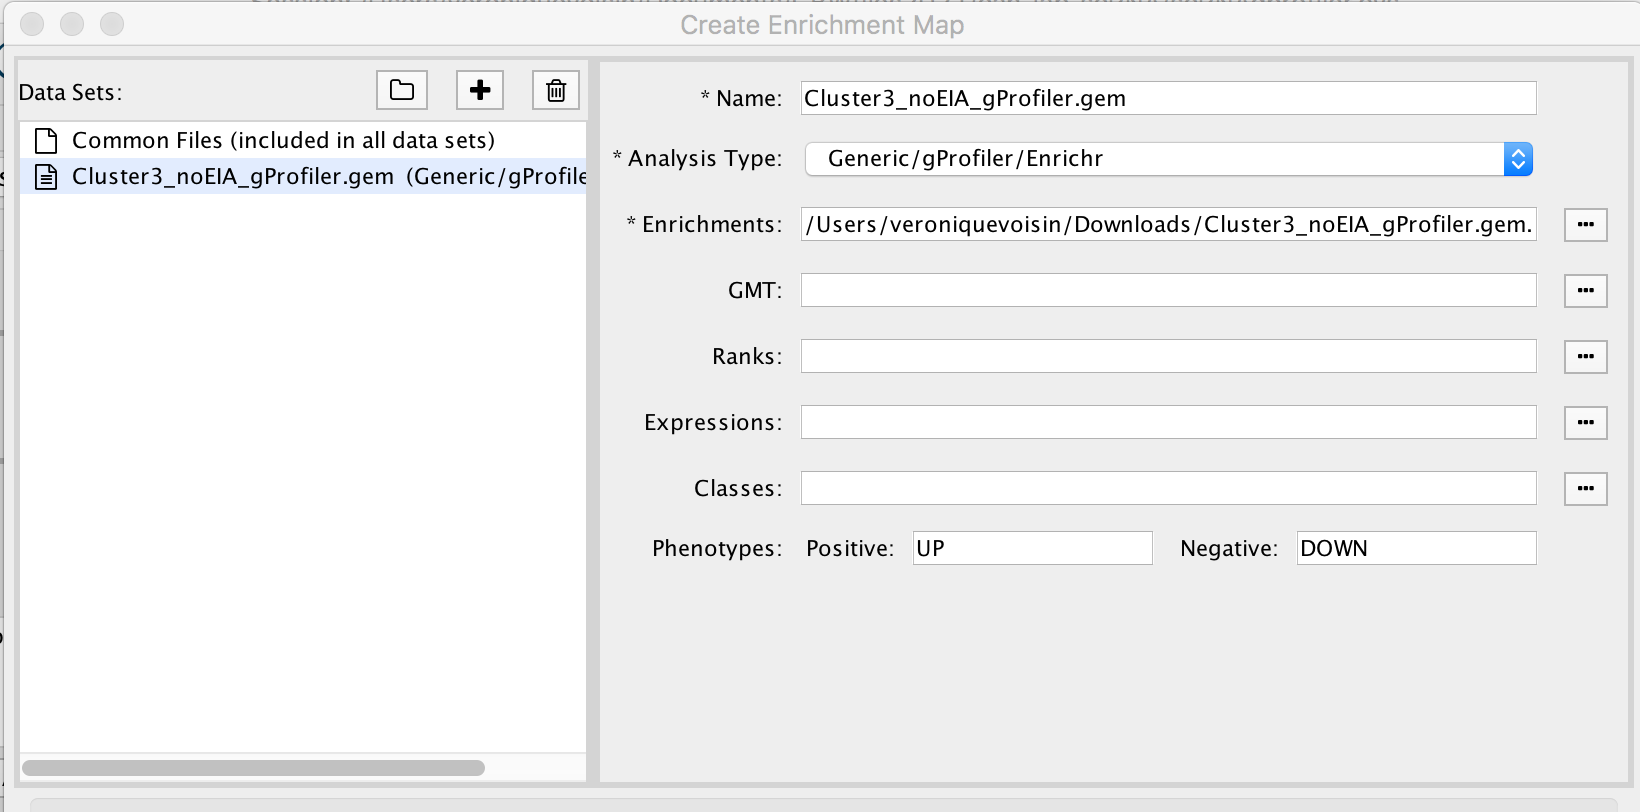 Create Enrichment Map
Data Sets:
Common Files (included in all data sets)
Cluster3_noEIA_gProfiler.gem (Generic/gProfile
* Name: Cluster3_noEIA_gProfiler.gem
* Analysis Type: Generic/gProfiler/Enrichr
* Enrichments: /Users/veroniquevoisin/Downloads/Cluster3_noEIA_gProfiler.gem. ...
GMT: ...
Ranks: ...
Expressions: ...
Classes: ...
Phenotypes: Positive: UP Negative: DOWN